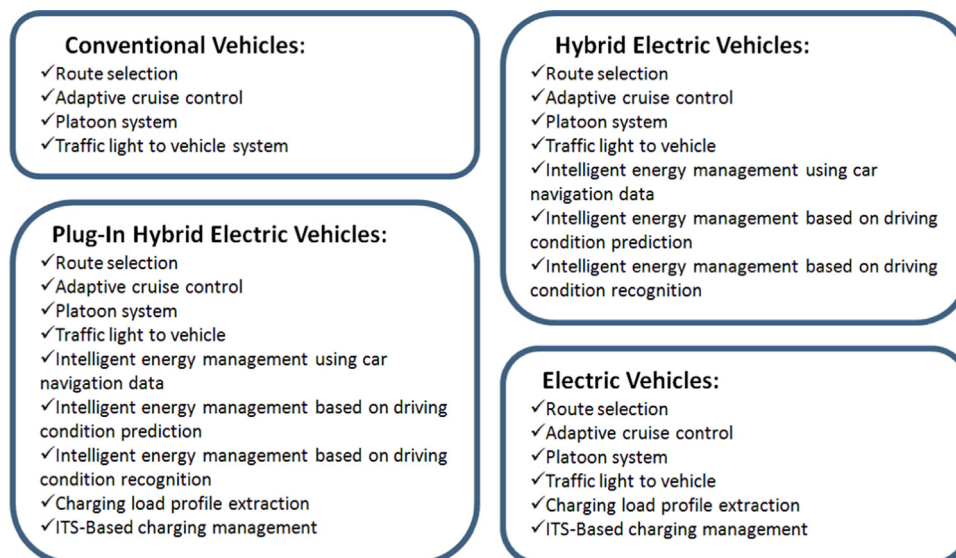 Conventional Vehicles:
✓Route selection
✓Adaptive cruise control
✓Platoon system
✓Traffic light to vehicle system
Hybrid Electric Vehicles:
✓Route selection
✓Adaptive cruise control
✓Platoon system
✓Traffic light to vehicle
✓Intelligent energy management using car
navigation data
✓Intelligent energy management based on driving
condition prediction
✓Intelligent energy management based on driving
condition recognition
Plug-In Hybrid Electric Vehicles:
✓Route selection
✓Adaptive cruise control
✓Platoon system
✓Traffic light to vehicle
✓Intelligent energy management using car
navigation data
✓Intelligent energy management based on driving
condition prediction
✓Intelligent energy management based on driving
condition recognition
✓Charging load profile extraction
✓ITS-Based charging management
Electric Vehicles:
✓Route selection
✓Adaptive cruise control
✓Platoon system
✓Traffic light to vehicle
✓Charging load profile extraction
✓ITS-Based charging management